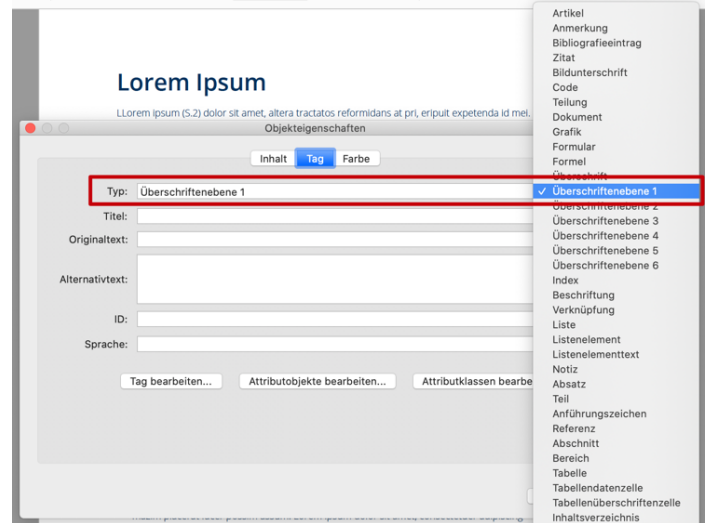 Lorem Ipsum
LLorem ipsum (S.2) dolor sit amet, altera tractatos reformidans at pri, eripuit expetenda id mei.
Objekteigenschaften
Inhalt Tag Farbe
Typ: Überschriftenebene 1
Titel:
Originaltext:
Alternativtext:
ID:
Sprache:
Tag bearbeiten... Attributobjekte bearbeiten... Attributklassen bearbe
Artikel
Anmerkung
Bibliografieeintrag
Zitat
Bildunterschrift
Code
Teilung
Dokument
Grafik
Formular
Formel
Überschrift
✓ Überschriftenebene 1
Überschriftenebene 2
Überschriftenebene 3
Überschriftenebene 4
Überschriftenebene 5
Überschriftenebene 6
Index
Beschriftung
Verknüpfung
Liste
Listenelement
Listenelementtext
Notiz
Absatz
Teil
Anführungszeichen
Referenz
Abschnitt
Bereich
Tabelle
Tabellendatenzelle
Tabellenüberschriftenzelle
Inhaltsverzeichnis